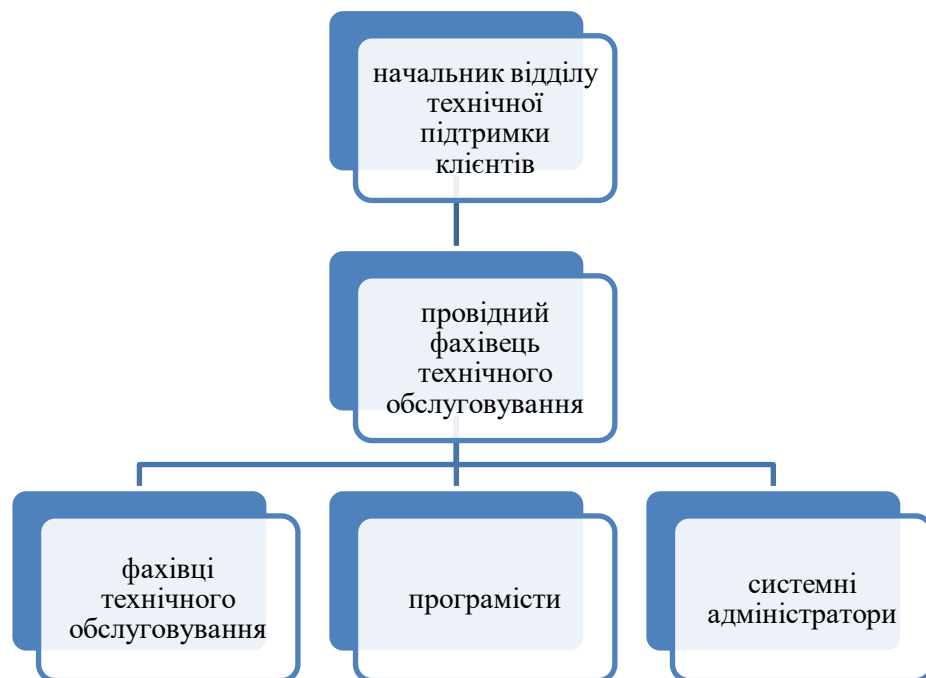 начальник відділу
технічної
підтримки
клієнтів
провідний
фахівець
технічного
обслуговування
фахівці
технічного
обслуговування
програмісти
системні
адміністратори